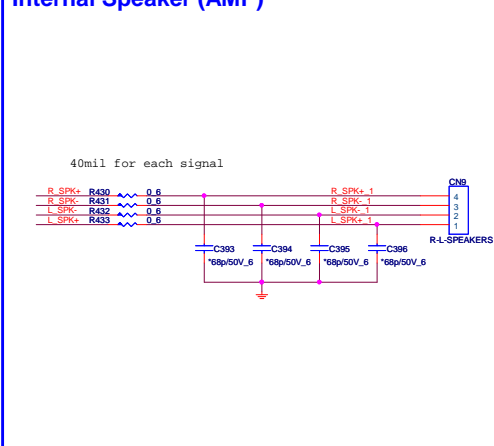 Internal Speaker (AMP)
40mil for each signal
R_SPK+ R430 0_6 R_SPK+_1
R_SPK- R431 0_6 R_SPK-_1
L_SPK- R432 0_6 L_SPK-_1
L_SPK+ R433 0_6 L_SPK+_1
CN9
4
3
2
1
R-L-SPEAKERS
C393 C394 C395 C396
*68p/50V_6 *68p/50V_6 *68p/50V_6 *68p/50V_6